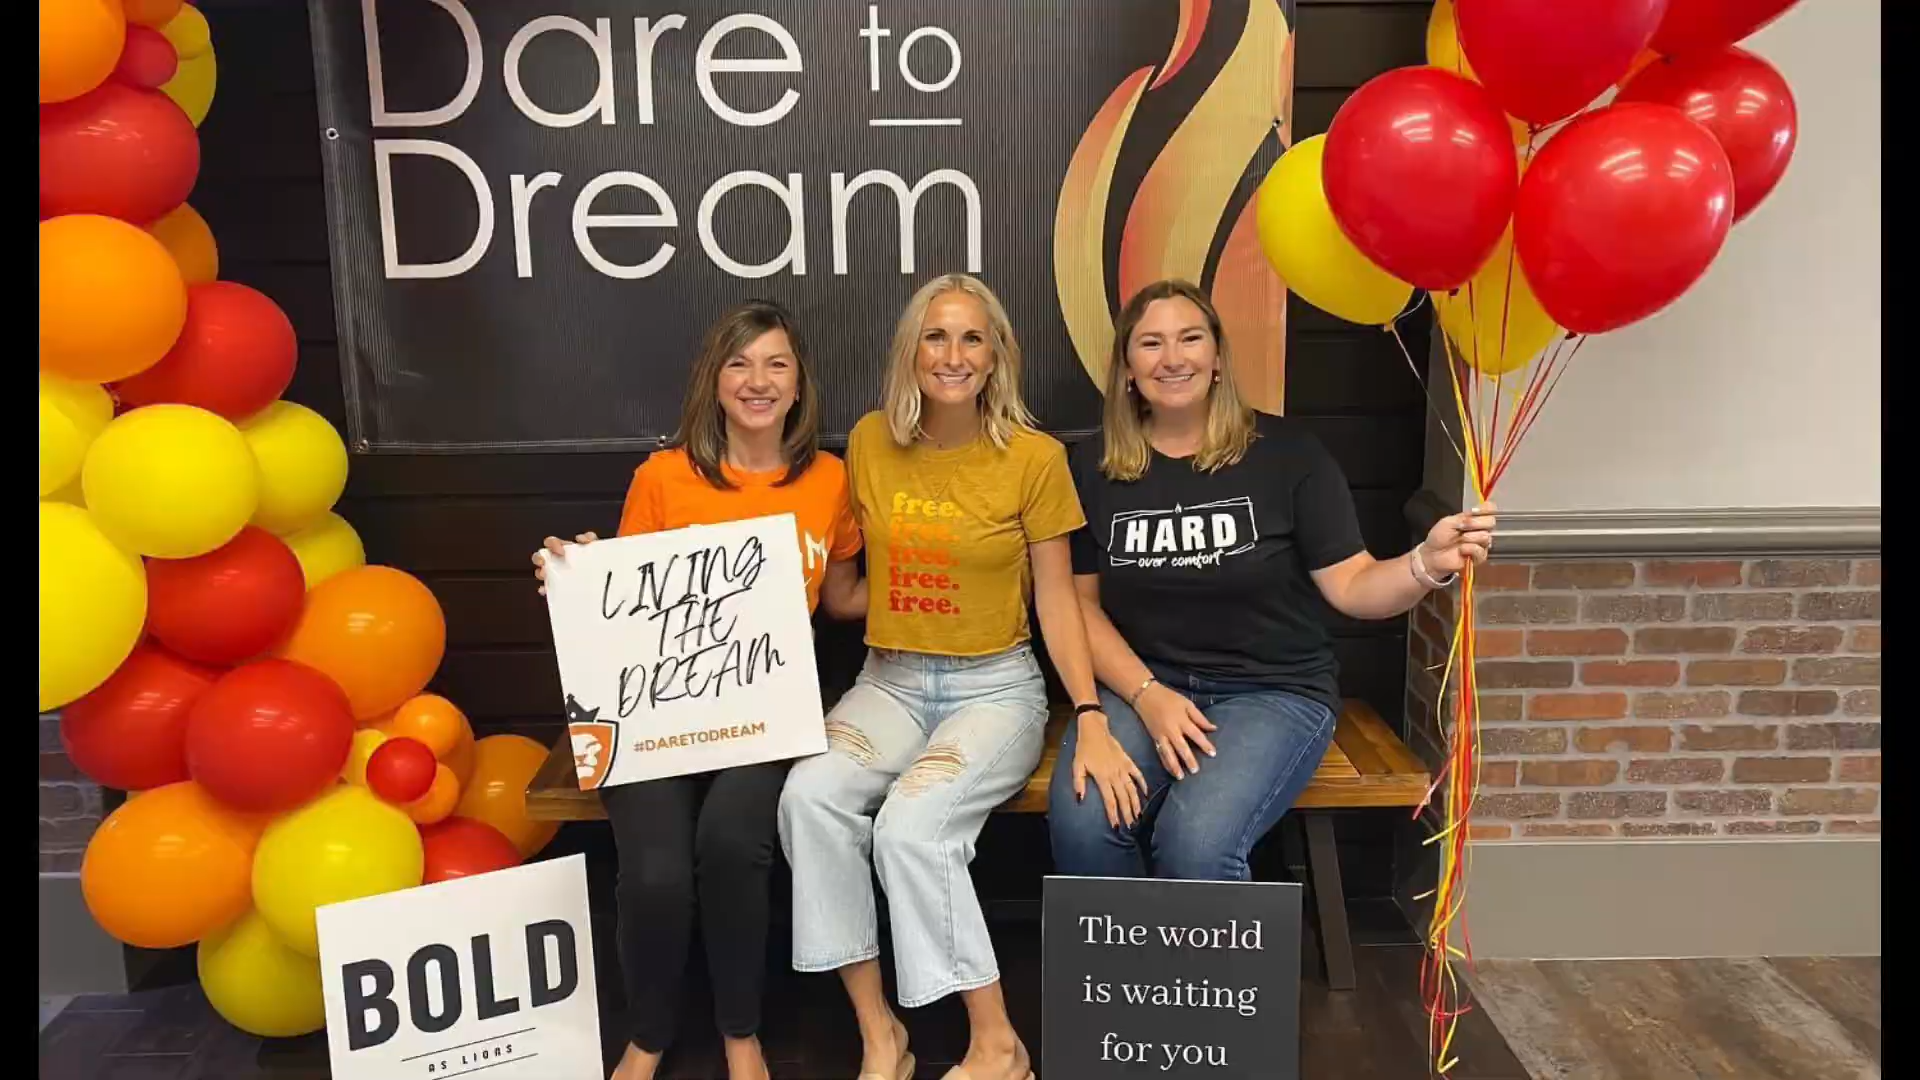 Dare to
Dream
free.
free.
free.
free.
free.
HARD
over comfort
M
LIVING
THE
DREAM
#DARETODREAM
BOLD
AS LIONS
The world
is waiting
for you